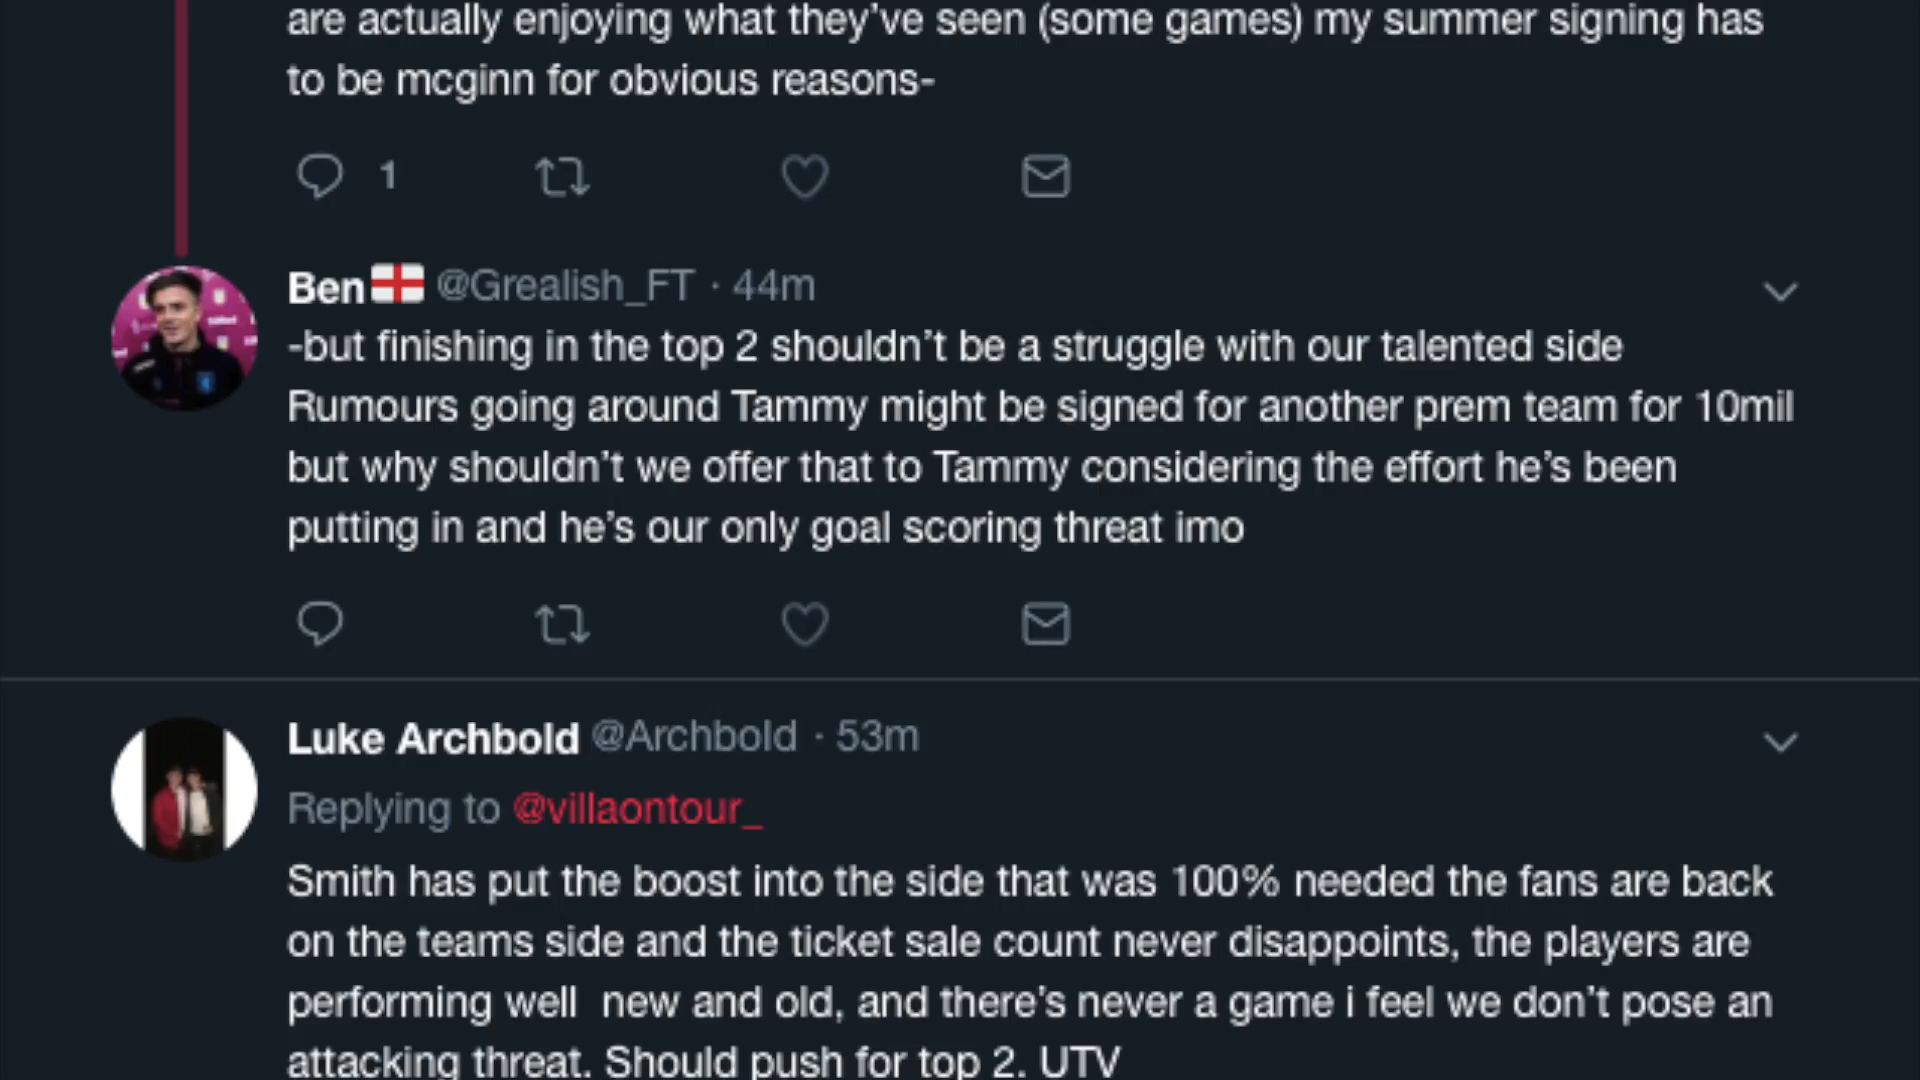 are actually enjoying what they’ve seen (some games) my summer signing has
to be mcginn for obvious reasons-
1
Ben @Grealish_FT · 44m
-but finishing in the top 2 shouldn’t be a struggle with our talented side
Rumours going around Tammy might be signed for another prem team for 10mil
but why shouldn’t we offer that to Tammy considering the effort he’s been
putting in and he’s our only goal scoring threat imo
Luke Archbold @Archbold · 53m
Replying to @villaontour_
Smith has put the boost into the side that was 100% needed the fans are back
on the teams side and the ticket sale count never disappoints, the players are
performing well  new and old, and there’s never a game i feel we don’t pose an
attacking threat. Should push for top 2. UTV